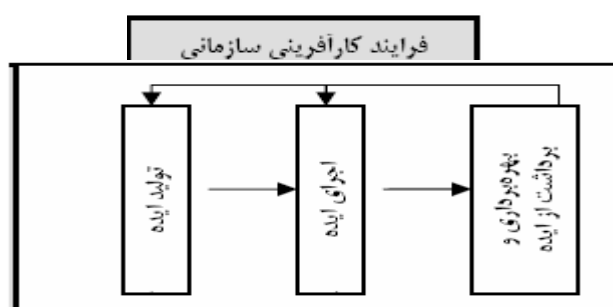 فرایند کارآفرینی سازمانی
تولید ایده
اجرای ایده
بهره‌برداری و
برداشت از ایده